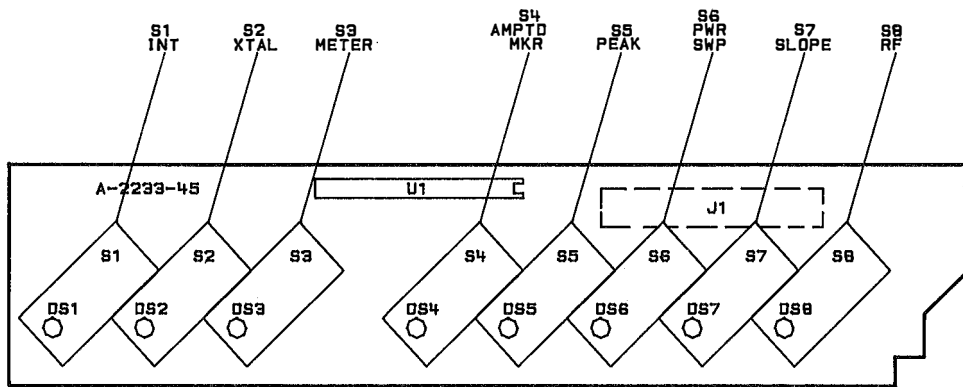 S1
INT
S2
XTAL
S3
METER
S4
AMPTD
MKR
S5
PEAK
S6
PWR
SWP
S7
SLOPE
S8
RF
A-2233-45
U1
J1
S1
S2
S3
S4
S5
S6
S7
S8
DS1
DS2
DS3
DS4
DS5
DS6
DS7
DS8